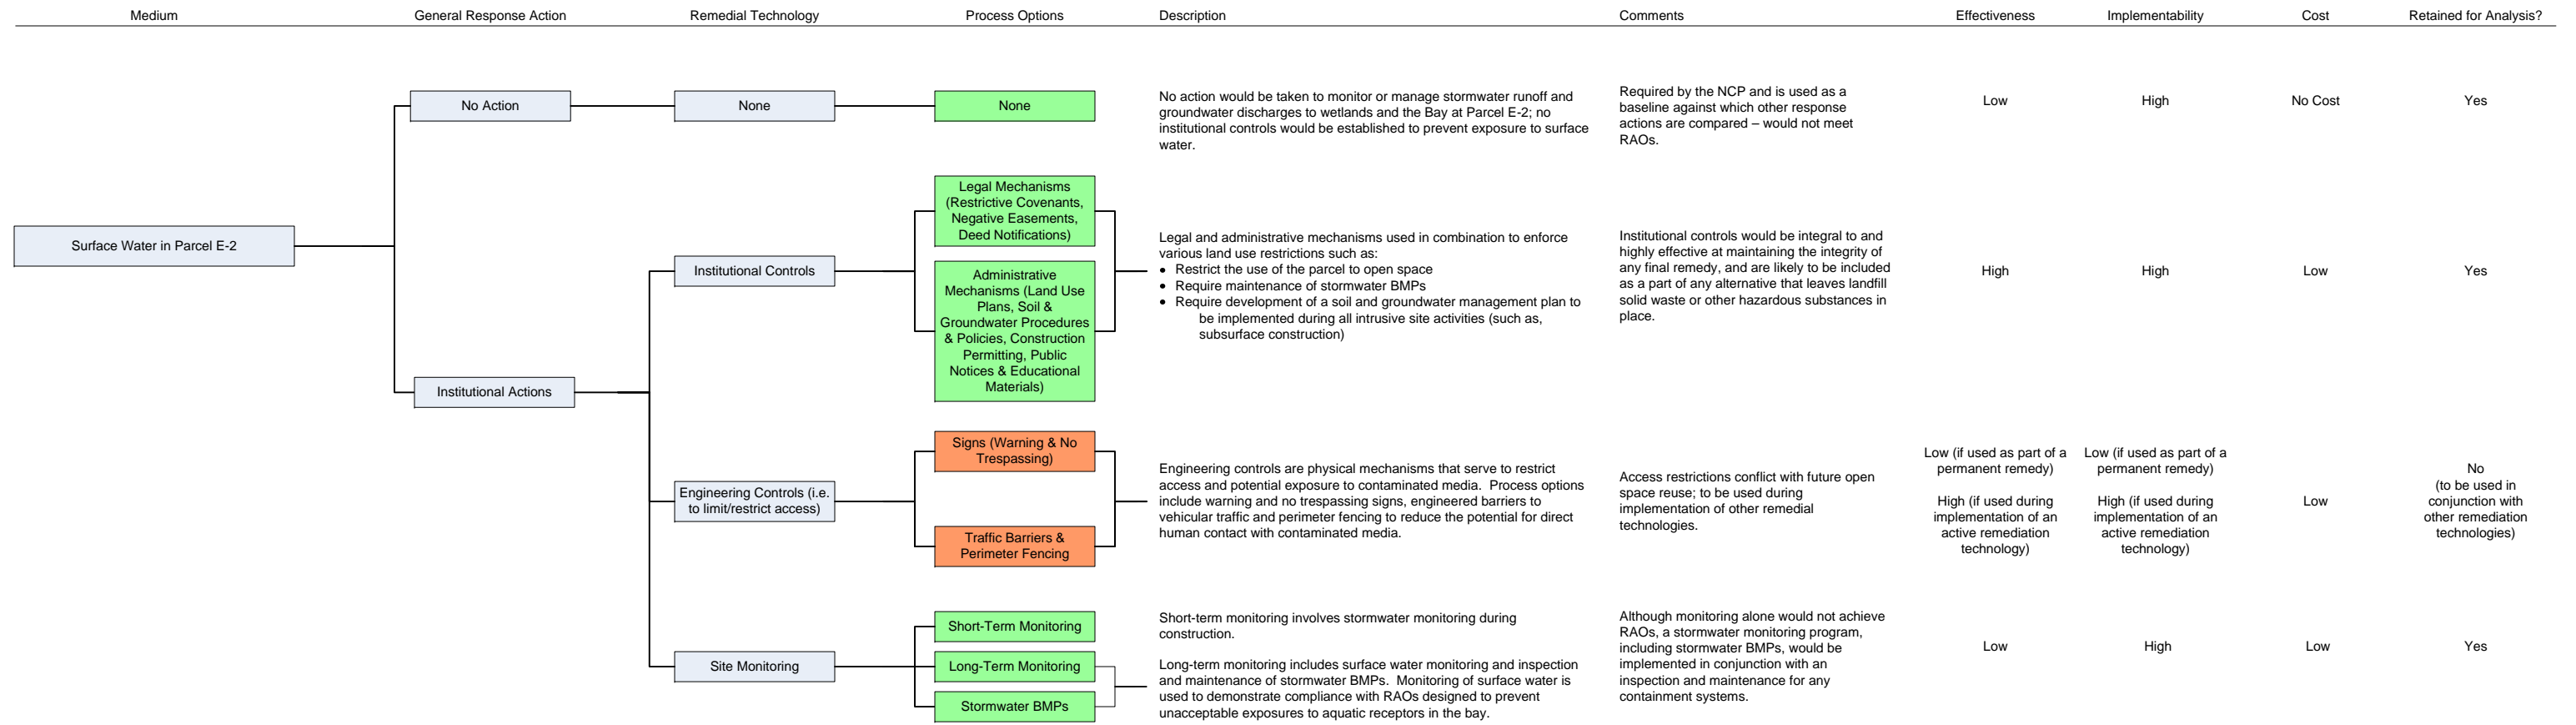 Medium
General Response Action
Remedial Technology
Process Options
Description
Comments
Effectiveness
Implementability
Cost
Retained for Analysis?
No Action
None
None
No action would be taken to monitor or manage stormwater runoff and
groundwater discharges to wetlands and the Bay at Parcel E-2; no
institutional controls would be established to prevent exposure to surface
water.
Required by the NCP and is used as a
baseline against which other response
actions are compared – would not meet
RAOs.
Low
High
No Cost
Yes
Surface Water in Parcel E-2
Institutional Actions
Institutional Controls
Legal Mechanisms
(Restrictive Covenants,
Negative Easements,
Deed Notifications)
Administrative
Mechanisms (Land Use
Plans, Soil &
Groundwater Procedures
& Policies, Construction
Permitting, Public
Notices & Educational
Materials)
Legal and administrative mechanisms used in combination to enforce
various land use restrictions such as:
• Restrict the use of the parcel to open space
• Require maintenance of stormwater BMPs
• Require development of a soil and groundwater management plan to
be implemented during all intrusive site activities (such as,
subsurface construction)
Institutional controls would be integral to and
highly effective at maintaining the integrity of
any final remedy, and are likely to be included
as a part of any alternative that leaves landfill
solid waste or other hazardous substances in
place.
High
High
Low
Yes
Engineering Controls (i.e.
to limit/restrict access)
Signs (Warning & No
Trespassing)
Traffic Barriers &
Perimeter Fencing
Engineering controls are physical mechanisms that serve to restrict
access and potential exposure to contaminated media.  Process options
include warning and no trespassing signs, engineered barriers to
vehicular traffic and perimeter fencing to reduce the potential for direct
human contact with contaminated media.
Access restrictions conflict with future open
space reuse; to be used during
implementation of other remedial
technologies.
Low (if used as part of a
permanent remedy)
High (if used during
implementation of an
active remediation
technology)
Low (if used as part of a
permanent remedy)
High (if used during
implementation of an
active remediation
technology)
Low
No
(to be used in
conjunction with
other remediation
technologies)
Site Monitoring
Short-Term Monitoring
Long-Term Monitoring
Stormwater BMPs
Short-term monitoring involves stormwater monitoring during
construction.
Long-term monitoring includes surface water monitoring and inspection
and maintenance of stormwater BMPs.  Monitoring of surface water is
used to demonstrate compliance with RAOs designed to prevent
unacceptable exposures to aquatic receptors in the bay.
Although monitoring alone would not achieve
RAOs, a stormwater monitoring program,
including stormwater BMPs, would be
implemented in conjunction with an
inspection and maintenance for any
containment systems.
Low
High
Low
Yes